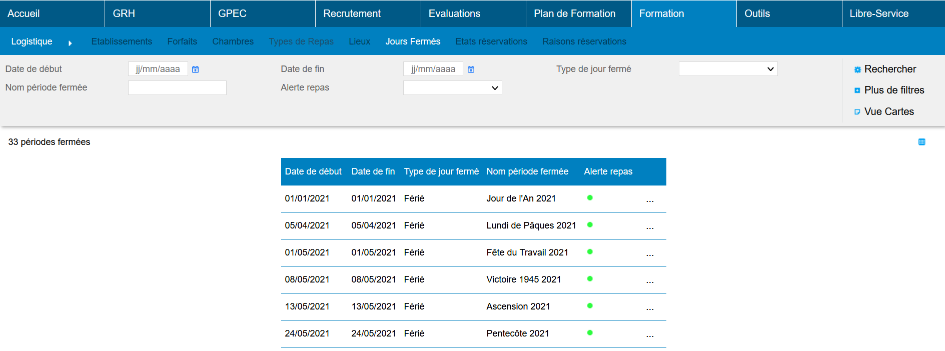 Accueil GRH GPEC Recrutement Evaluations Plan de Formation Formation Outils Libre-Service
Logistique Etablissements Forfaits Chambres Types de Repas Lieux Jours Fermés Etats réservations Raisons réservations
Date de début jj/mm/aaaa Date de fin jj/mm/aaaa Type de jour fermé Rechercher
Nom période fermée Alerte repas Plus de filtres
Vue Cartes
33 périodes fermées
Date de début Date de fin Type de jour fermé Nom période fermée Alerte repas
01/01/2021 01/01/2021 Férié Jour de l'An 2021 ...
05/04/2021 05/04/2021 Férié Lundi de Pâques 2021 ...
01/05/2021 01/05/2021 Férié Fête du Travail 2021 ...
08/05/2021 08/05/2021 Férié Victoire 1945 2021 ...
13/05/2021 13/05/2021 Férié Ascension 2021 ...
24/05/2021 24/05/2021 Férié Pentecôte 2021 ...